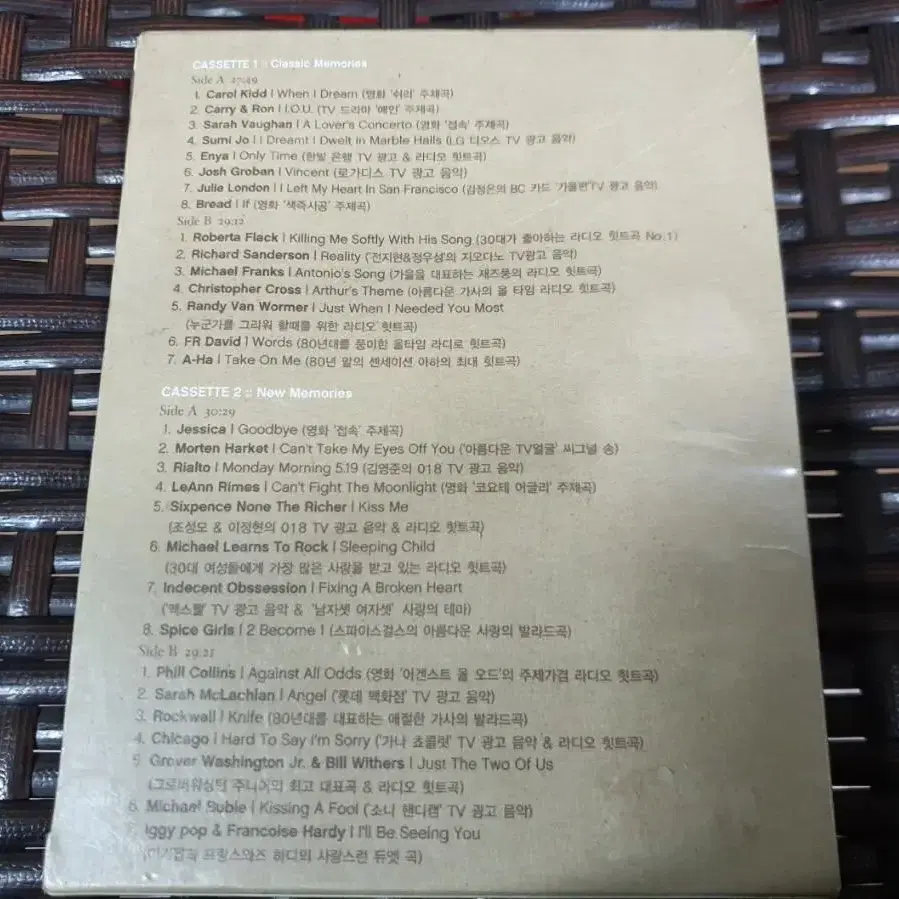 CASSETTE 1 :: Classic Memories
Side A 27:49
1. Carol Kidd | When I Dream (영화 '쉬리' 주제곡)
2. Carry & Ron | I.O.U. (TV 드라마 '애인' 주제곡)
3. Sarah Vaughan | A Lover's Concerto (영화 '접속' 주제곡)
4. Sumi Jo | I Dreamt I Dwelt in Marble Halls (LG 디오스 TV 광고 음악)
5. Enya | Only Time (한빛 은행 TV 광고 & 라디오 힛트곡)
6. Josh Groban | Vincent (로가디스 TV 광고 음악)
7. Julie London | I Left My Heart In San Francisco (김정은의 BC 카드 '가을편'TV 광고 음악)
8. Bread | If (영화 '색즉시공' 주제곡)
Side B 29:12
1. Roberta Flack | Killing Me Softly With His Song (30대가 좋아하는 라디오 힛트곡 No.1)
2. Richard Sanderson | Reality ('전지현&정우성'의 지오다노 TV광고 음악)
3. Michael Franks | Antonio's Song (가을을 대표하는 재즈풍의 라디오 힛트곡)
4. Christopher Cross | Arthur's Theme (아름다운 가사의 올 타임 라디오 힛트곡)
5. Randy Van Wormer | Just When I Needed You Most
(누군가를 그리워 할때를 위한 라디오 힛트곡)
6. FR David | Words (80년대를 풍미한 올타임 라디로 힛트곡)
7. A-Ha | Take On Me (80년 말의 센세이션 아하의 최대 힛트곡)
CASSETTE 2 :: New Memories
Side A 30:29
1. Jessica | Goodbye (영화 '접속' 주제곡)
2. Morten Harket | Can't Take My Eyes Off You ('아름다운 TV얼굴' 씨그널 송)
3. Rialto | Monday Morning 5.19 (김영준의 018 TV 광고 음악)
4. LeAnn Rimes | Can't Fight The Moonlight (영화 '코요테 어글리' 주제곡)
5. Sixpence None The Richer | Kiss Me
(조성모 & 이정현의 018 TV 광고 음악 & 라디오 힛트곡)
6. Michael Learns To Rock | Sleeping Child
(30대 여성들에게 가장 많은 사랑을 받고 있는 라디오 힛트곡)
7. Indecent Obssession | Fixing A Broken Heart
('맥스웰' TV 광고 음악 & '남자셋 여자셋' 사랑의 테마)
8. Spice Girls | 2 Become 1 (스파이스걸스의 아름다운 사랑의 발라드곡)
Side B 29:25
1. Phill Collins | Against All Odds (영화 '어겐스트 올 오드'의 주제가겸 라디오 힛트곡)
2. Sarah McLachlan | Angel ('롯데 백화점' TV 광고 음악)
3. Rockwall | Knife (80년대를 대표하는 애절한 가사의 발라드곡)
4. Chicago | Hard To Say I'm Sorry ('가나 쵸콜릿' TV 광고 음악 & 라디오 힛트곡)
5. Grover Washington Jr. & Bill Withers | Just The Two Of Us
(그로버워싱턴 주니어의 최고 대표곡 & 라디오 힛트곡)
6. Michael Buble | Kissing A Fool ('소니 핸디캠' TV 광고 음악)
7. Iggy pop & Francoise Hardy | I'll Be Seeing You
(이기팝과 프랑스와즈 하디의 사랑스런 듀엣 곡)